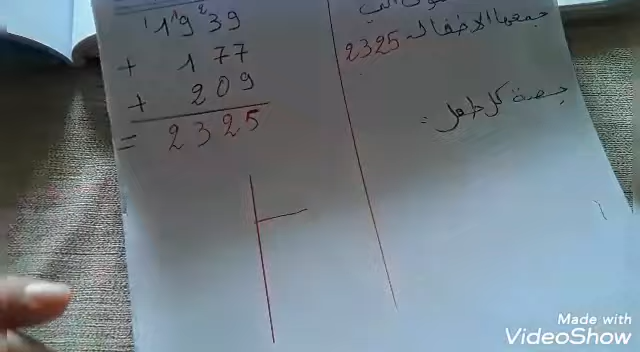 جمعها الأطفال 2325
حصة كل طفل =
1939
+ 177
+ 209
= 2325
Made with
VideoShow